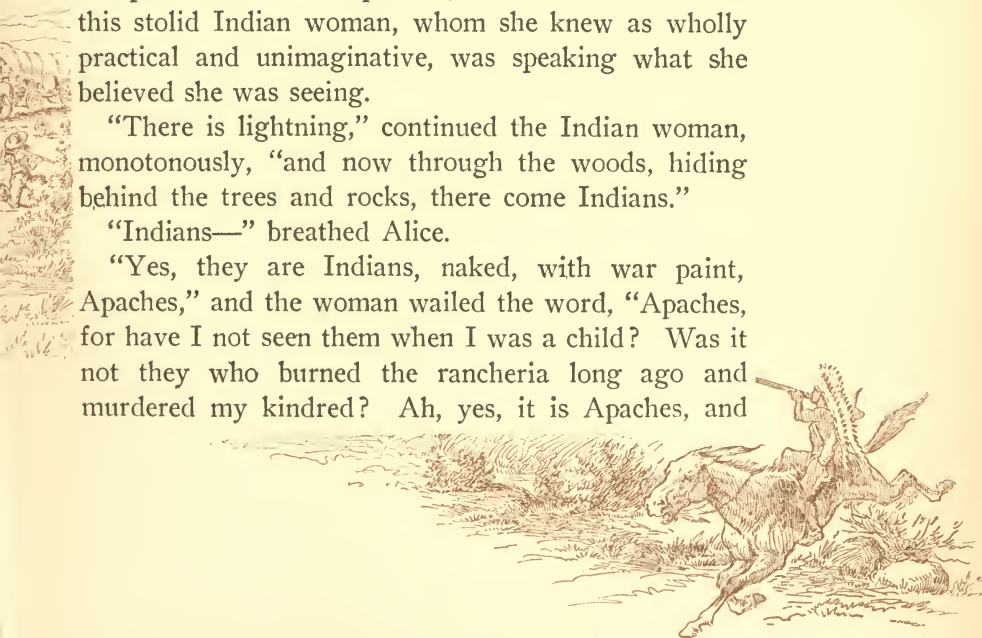 this stolid Indian woman, whom she knew as wholly
practical and unimaginative, was speaking what she
believed she was seeing.
“There is lightning,” continued the Indian woman,
monotonously, “and now through the woods, hiding
behind the trees and rocks, there come Indians.”
“Indians—” breathed Alice.
“Yes, they are Indians, naked, with war paint,
Apaches,” and the woman wailed the word, “Apaches,
for have I not seen them when I was a child? Was it
not they who burned the rancheria long ago and
murdered my kindred? Ah, yes, it is Apaches, and